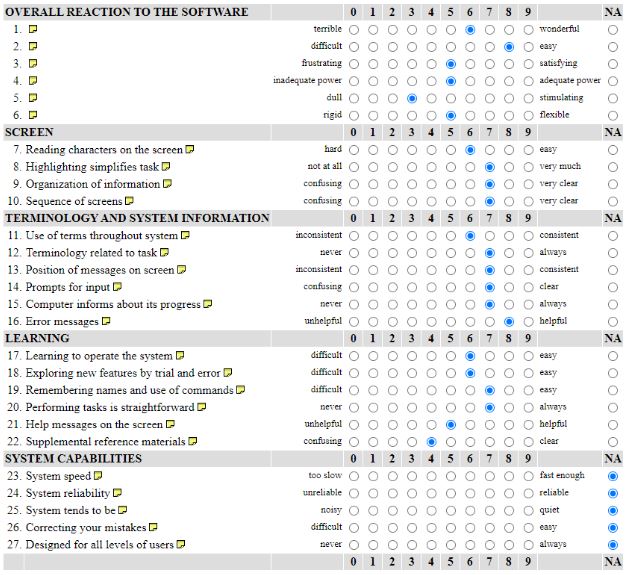 OVERALL REACTION TO THE SOFTWARE 0 1 2 3 4 5 6 7 8 9 NA
1. terrible wonderful
2. difficult easy
3. frustrating satisfying
4. inadequate power adequate power
5. dull stimulating
6. rigid flexible
SCREEN 0 1 2 3 4 5 6 7 8 9 NA
7. Reading characters on the screen hard easy
8. Highlighting simplifies task not at all very much
9. Organization of information confusing very clear
10. Sequence of screens confusing very clear
TERMINOLOGY AND SYSTEM INFORMATION 0 1 2 3 4 5 6 7 8 9 NA
11. Use of terms throughout system inconsistent consistent
12. Terminology related to task never always
13. Position of messages on screen inconsistent consistent
14. Prompts for input confusing clear
15. Computer informs about its progress never always
16. Error messages unhelpful helpful
LEARNING 0 1 2 3 4 5 6 7 8 9 NA
17. Learning to operate the system difficult easy
18. Exploring new features by trial and error difficult easy
19. Remembering names and use of commands difficult easy
20. Performing tasks is straightforward never always
21. Help messages on the screen unhelpful helpful
22. Supplemental reference materials confusing clear
SYSTEM CAPABILITIES 0 1 2 3 4 5 6 7 8 9 NA
23. System speed too slow fast enough
24. System reliability unreliable reliable
25. System tends to be noisy quiet
26. Correcting your mistakes difficult easy
27. Designed for all levels of users never always
0 1 2 3 4 5 6 7 8 9 NA